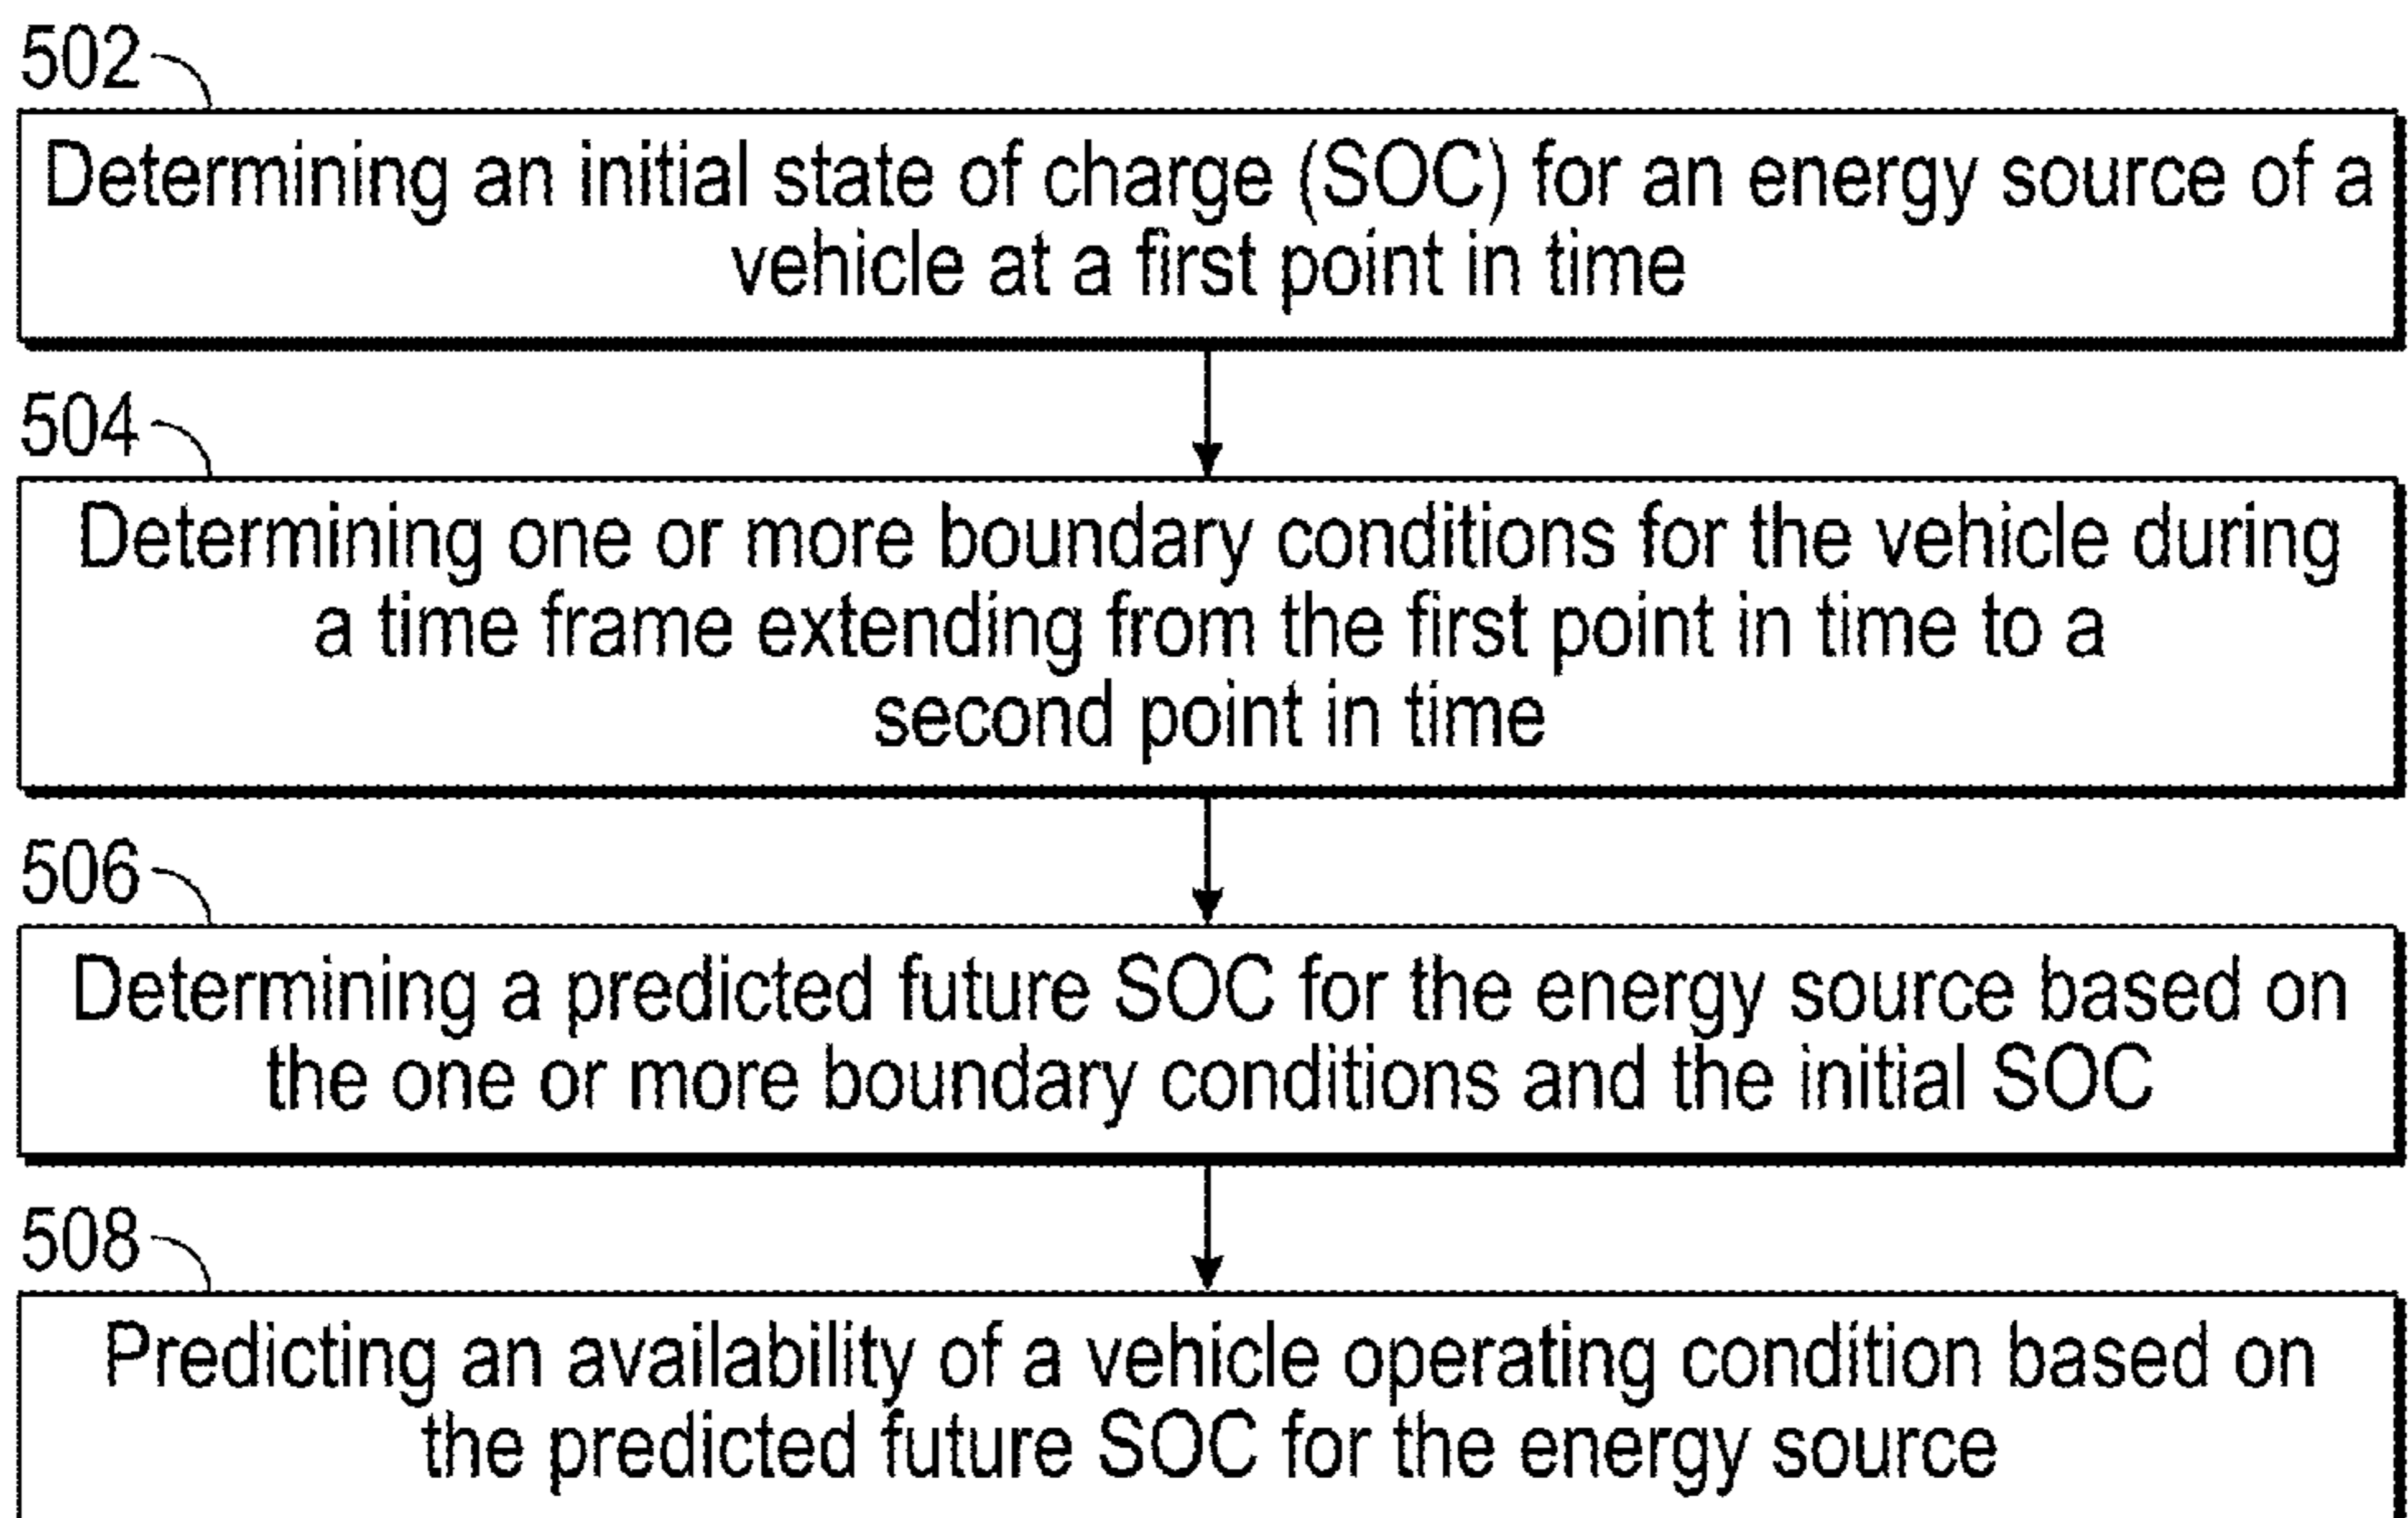 502
Determining an initial state of charge (SOC) for an energy source of a
vehicle at a first point in time
504
Determining one or more boundary conditions for the vehicle during
a time frame extending from the first point in time to a
second point in time
506
Determining a predicted future SOC for the energy source based on
the one or more boundary conditions and the initial SOC
508
Predicting an availability of a vehicle operating condition based on
the predicted future SOC for the energy source